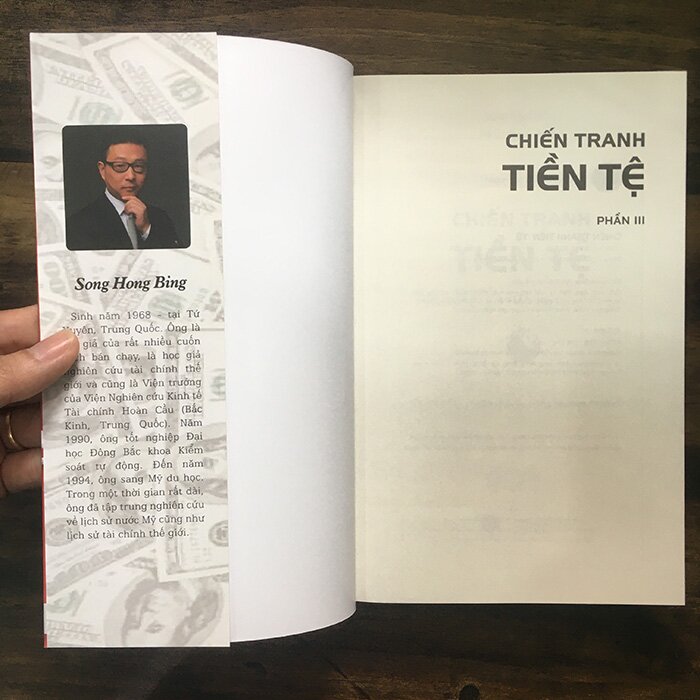 Song Hong Bing
Sinh năm 1968 - tại Tứ
Xuyên, Trung Quốc. Ông là
giả của rất nhiều cuốn
bán chạy, là học giả
nghiên cứu tài chính thế
giới và cũng là Viện trưởng
của Viện Nghiên cứu Kinh tế
Tài chính Hoàn Cầu (Bắc
Kinh, Trung Quốc). Năm
1990, ông tốt nghiệp Đại
học Đông Bắc khoa Kiểm
soát tự động. Đến năm
1994, ông sang Mỹ du học.
Trong một thời gian rất dài,
ông đã tập trung nghiên cứu
về lịch sử nước Mỹ cũng như
lịch sử tài chính thế giới.
CHIẾN TRANH
TIỀN TỆ
PHẦN III